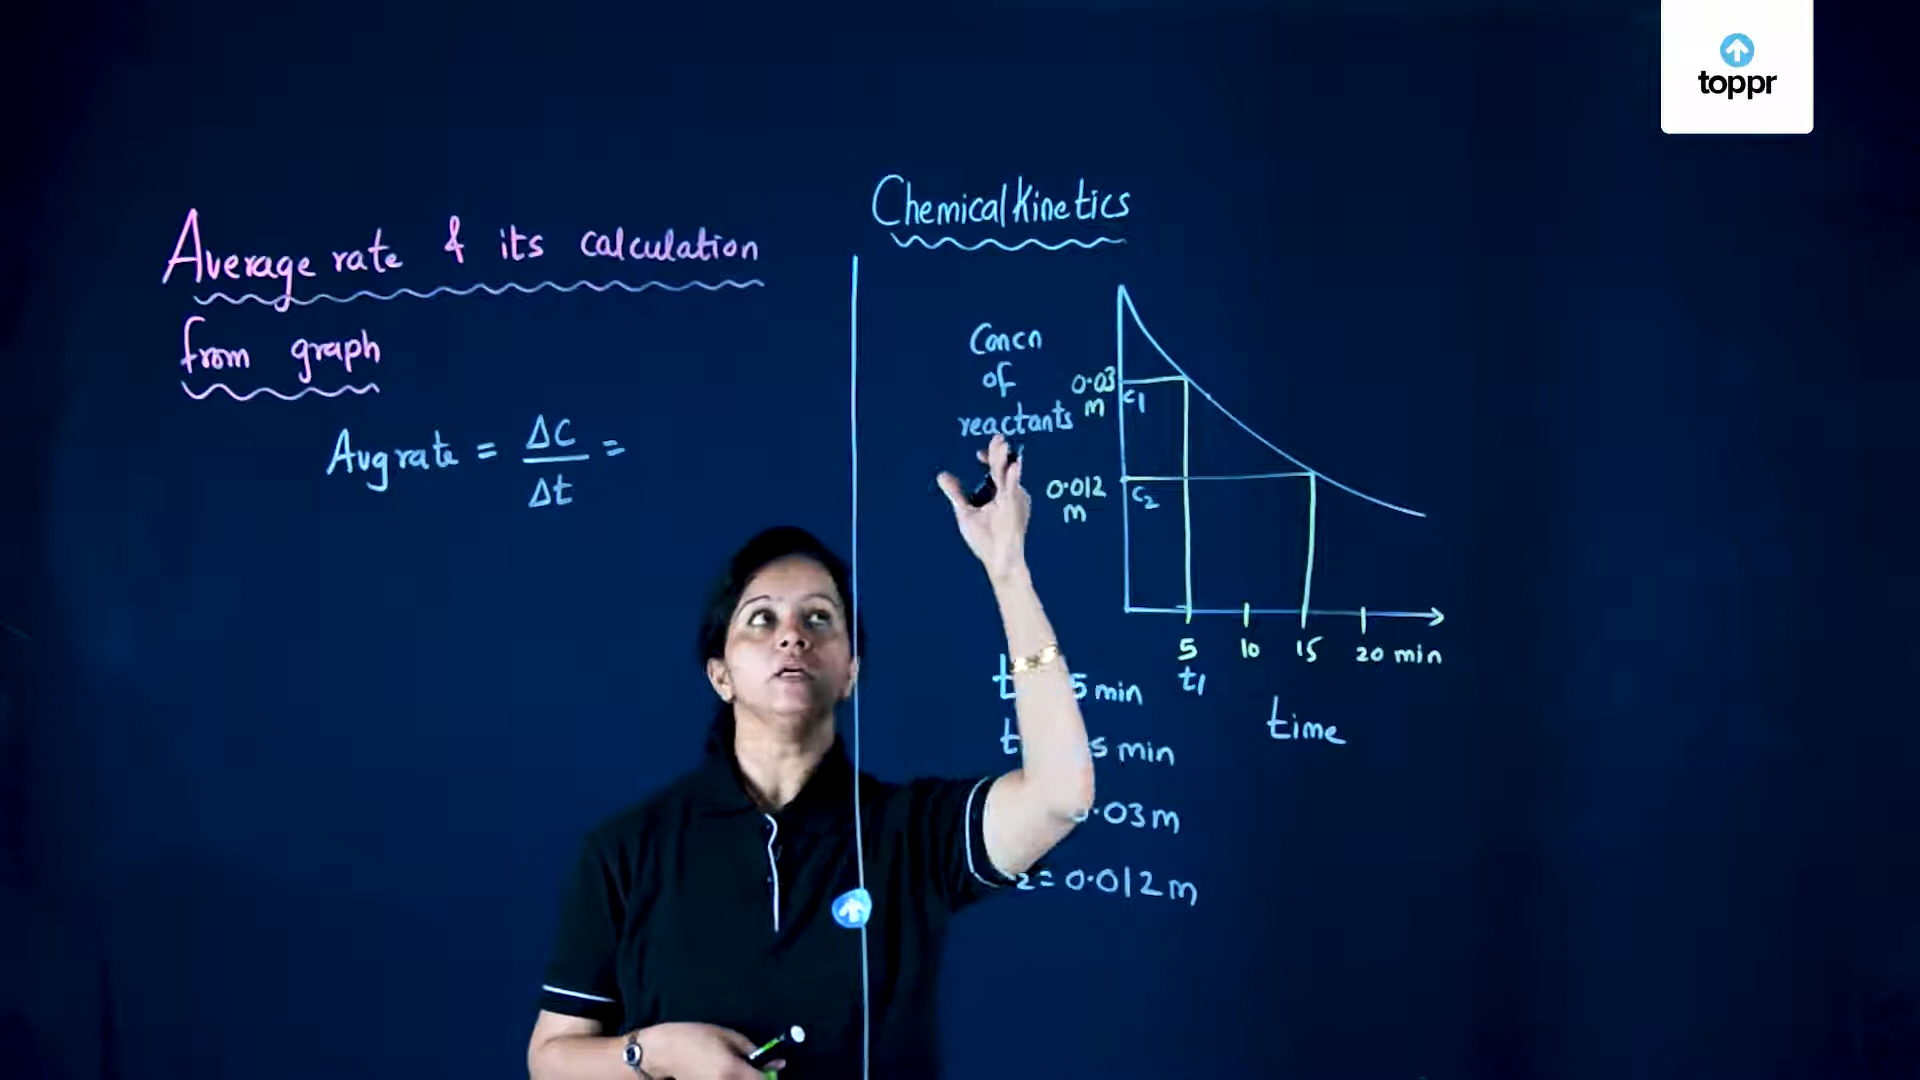 toppr
Average rate & its calculation
from graph
Avg rate = Δc/Δt =
Chemical Kinetics
Concn
of
reactants
0.03
m
c1
0.012
m
c2
5 10 15 20 min
t1
time
t 5 min
t 5 min
.03 m
2 = 0.012 m